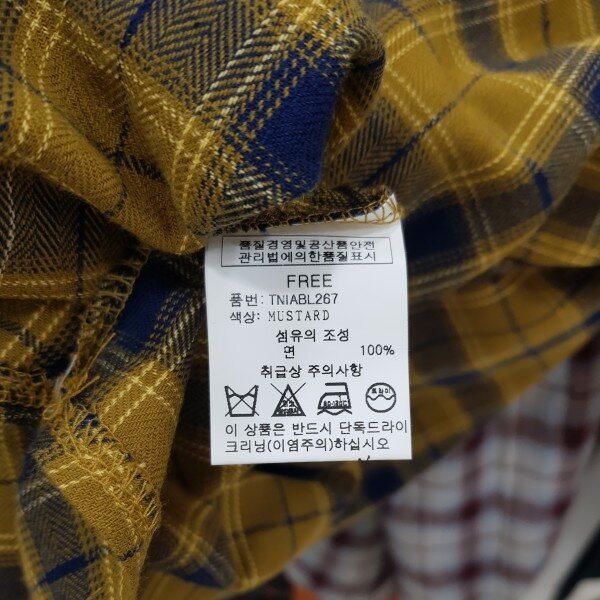 품질경영및공산품안전
관리법에의한품질표시
FREE
품번: TNIABL267
색상: MUSTARD
섬유의 조성
면 100%
취급상 주의사항
드라이
이 상품은 반드시 단독드라이
크리닝(이염주의)하십시오